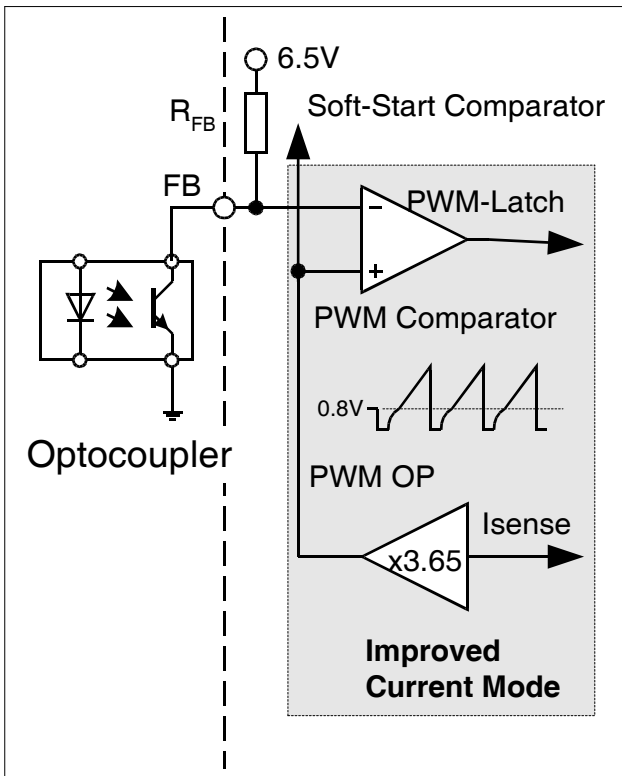 6.5V
Soft-Start Comparator
R_FB
FB
PWM-Latch
−
+
PWM Comparator
0.8V
Optocoupler
PWM OP
Isense
x3.65
Improved
Current Mode